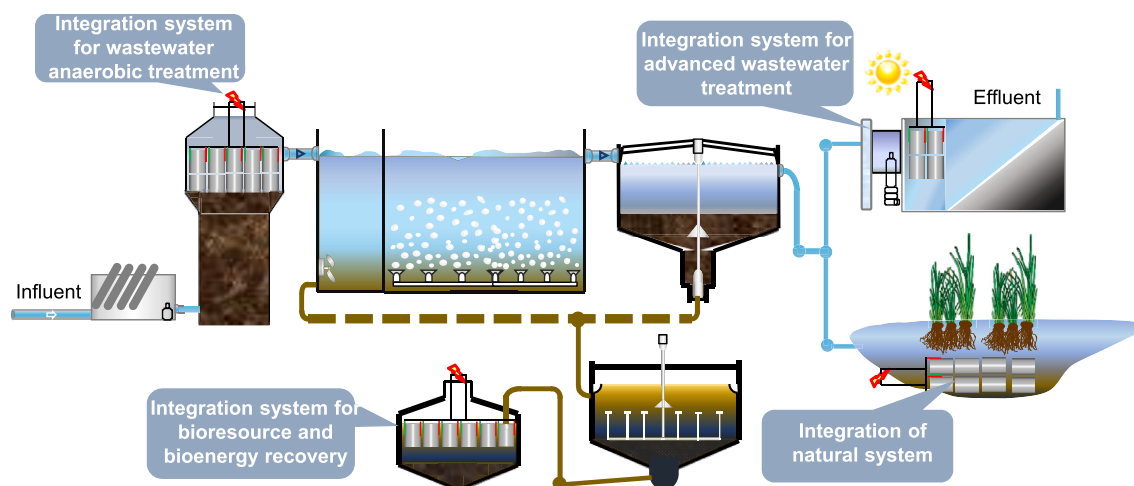 Integration system
for wastewater
anaerobic treatment
Integration system for
advanced wastewater
treatment
Effluent
Influent
Integration system for
bioresource and
bioenergy recovery
Integration of
natural system